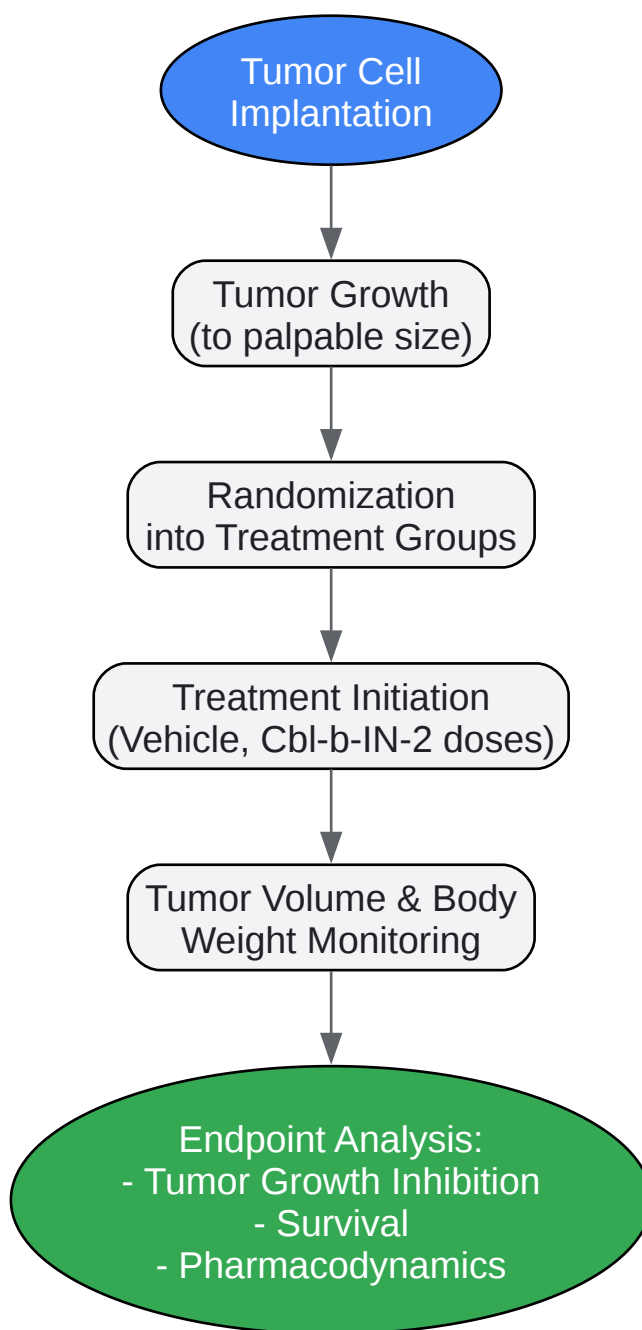 Tumor Cell
Implantation
Tumor Growth
(to palpable size)
Randomization
into Treatment Groups
Treatment Initiation
(Vehicle, Cbl-b-IN-2 doses)
Tumor Volume & Body
Weight Monitoring
Endpoint Analysis:
- Tumor Growth Inhibition
- Survival
- Pharmacodynamics